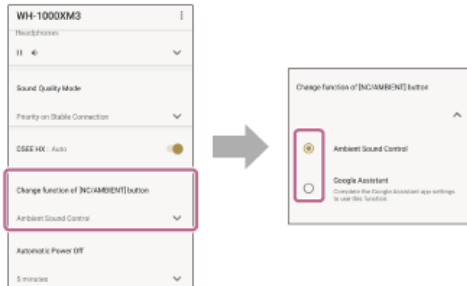 WH-1000XM3
Headphones
Sound Quality Mode
Priority on Stable Connection
DSEE HX : Auto
Change function of [NC/AMBIENT] button
Ambient Sound Control
Automatic Power Off
5 minutes
Change function of [NC/AMBIENT] button
Ambient Sound Control
Google Assistant
Complete the Google Assistant app settings
to use this function.